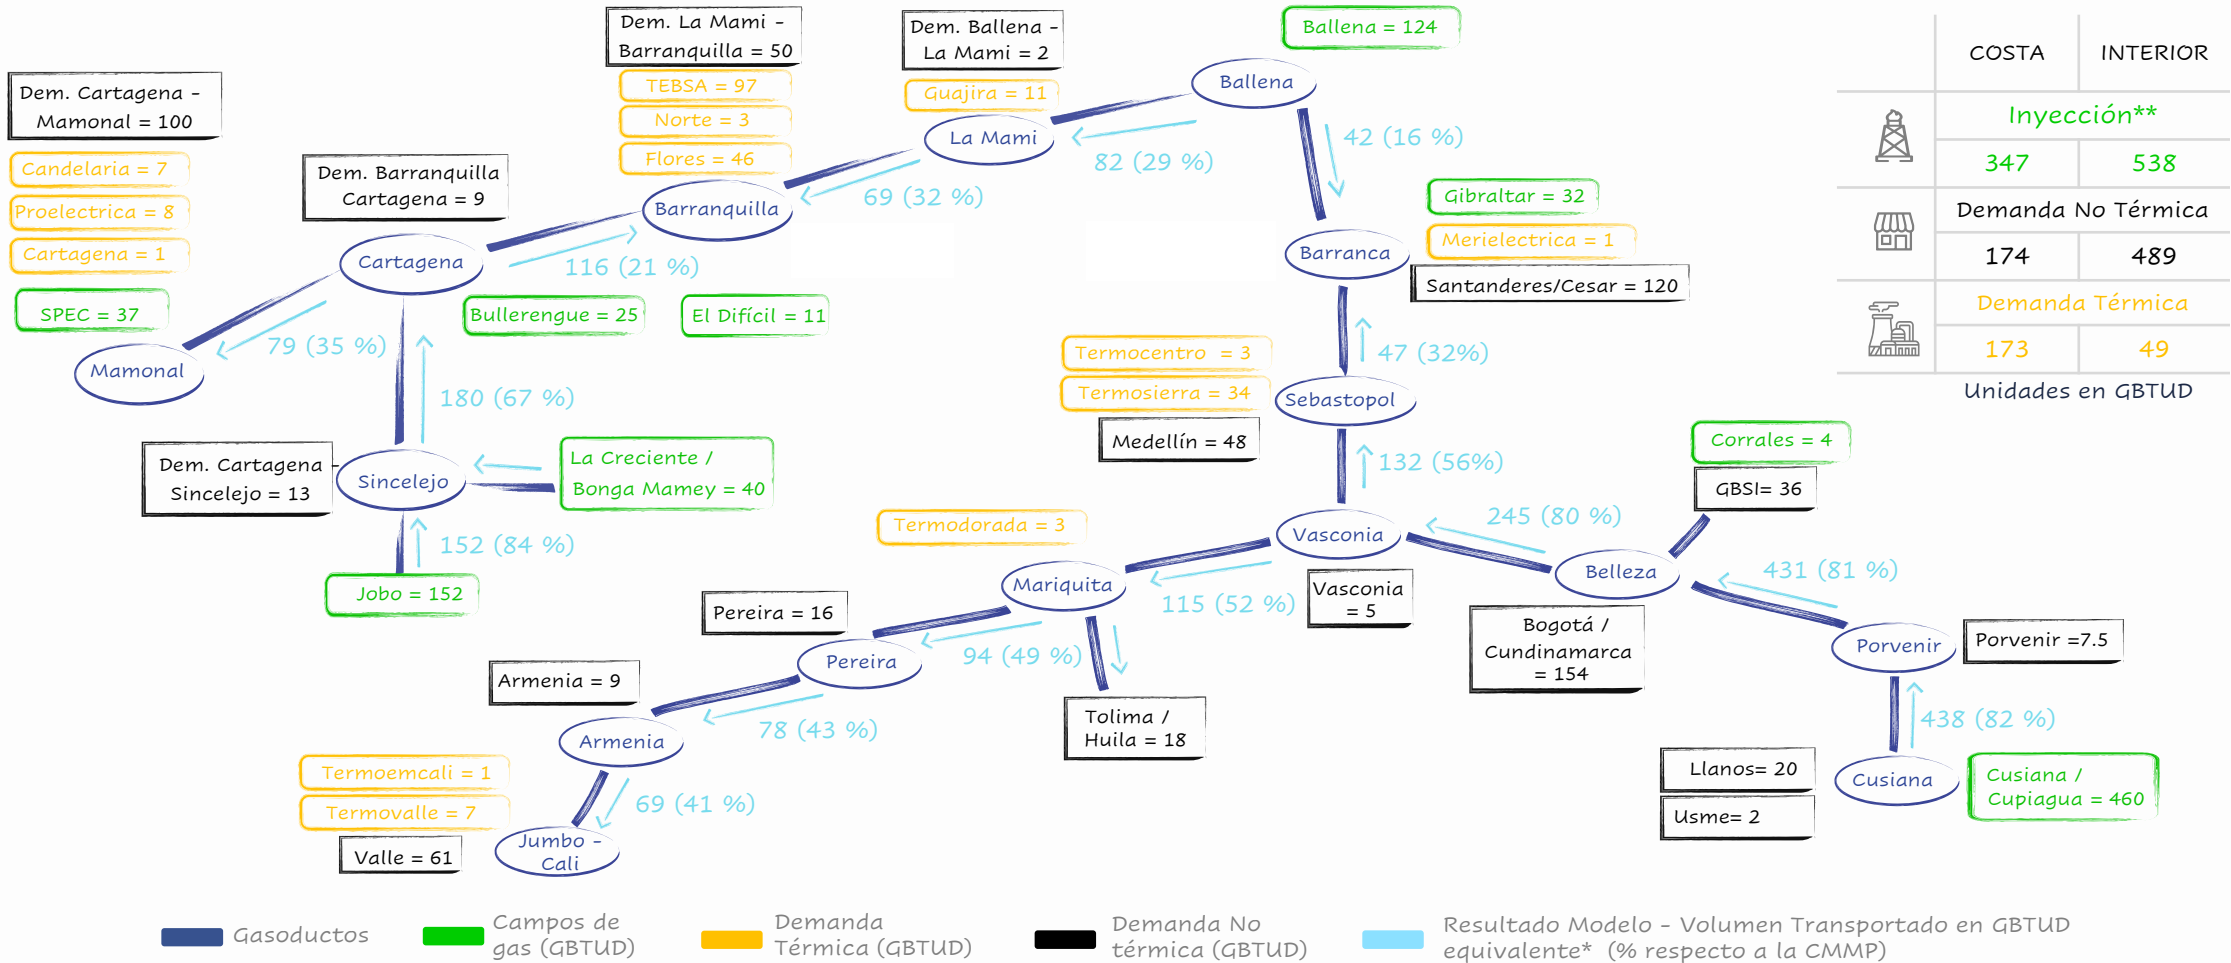 Dem. La Mami -
Barranquilla = 50
TEBSA = 97
Norte = 3
Flores = 46
Barranquilla
Dem. Ballena -
La Mami = 2
Guajira = 11
La Mami
Ballena = 124
Ballena
82 (29 %)
69 (32 %)
42 (16 %)
Dem. Cartagena -
Mamonal = 100
Candelaria = 7
Proelectrica = 8
Cartagena = 1
SPEC = 37
Mamonal
79 (35 %)
Dem. Barranquilla
Cartagena = 9
Cartagena
116 (21 %)
Bullerengue = 25
El Difícil = 11
180 (67 %)
Dem. Cartagena -
Sincelejo = 13
Sincelejo
La Creciente /
Bonga Mamey = 40
152 (84 %)
Jobo = 152
Gibraltar = 32
Merielectrica = 1
Santanderes/Cesar = 120
Barranca
47 (32%)
Termocentro = 3
Termosierra = 34
Medellín = 48
Sebastopol
132 (56%)
Vasconia
Vasconia
= 5
245 (80 %)
Corrales = 4
GBSI= 36
Belleza
Bogotá /
Cundinamarca
= 154
431 (81 %)
Porvenir
Porvenir =7.5
438 (82 %)
Llanos= 20
Usme= 2
Cusiana
Cusiana /
Cupiagua = 460
Termodorada = 3
Mariquita
115 (52 %)
Tolima /
Huila = 18
Pereira = 16
Pereira
94 (49 %)
Armenia = 9
Armenia
78 (43 %)
69 (41 %)
Termoemcali = 1
Termovalle = 7
Valle = 61
Jumbo -
Cali
COSTA INTERIOR
Inyección**
347 538
Demanda No Térmica
174 489
Demanda Térmica
173 49
Unidades en GBTUD
Gasoductos
Campos de
gas (GBTUD)
Demanda
Térmica (GBTUD)
Demanda No
térmica (GBTUD)
Resultado Modelo - Volumen Transportado en GBTUD
equivalente* (% respecto a la CMMP)